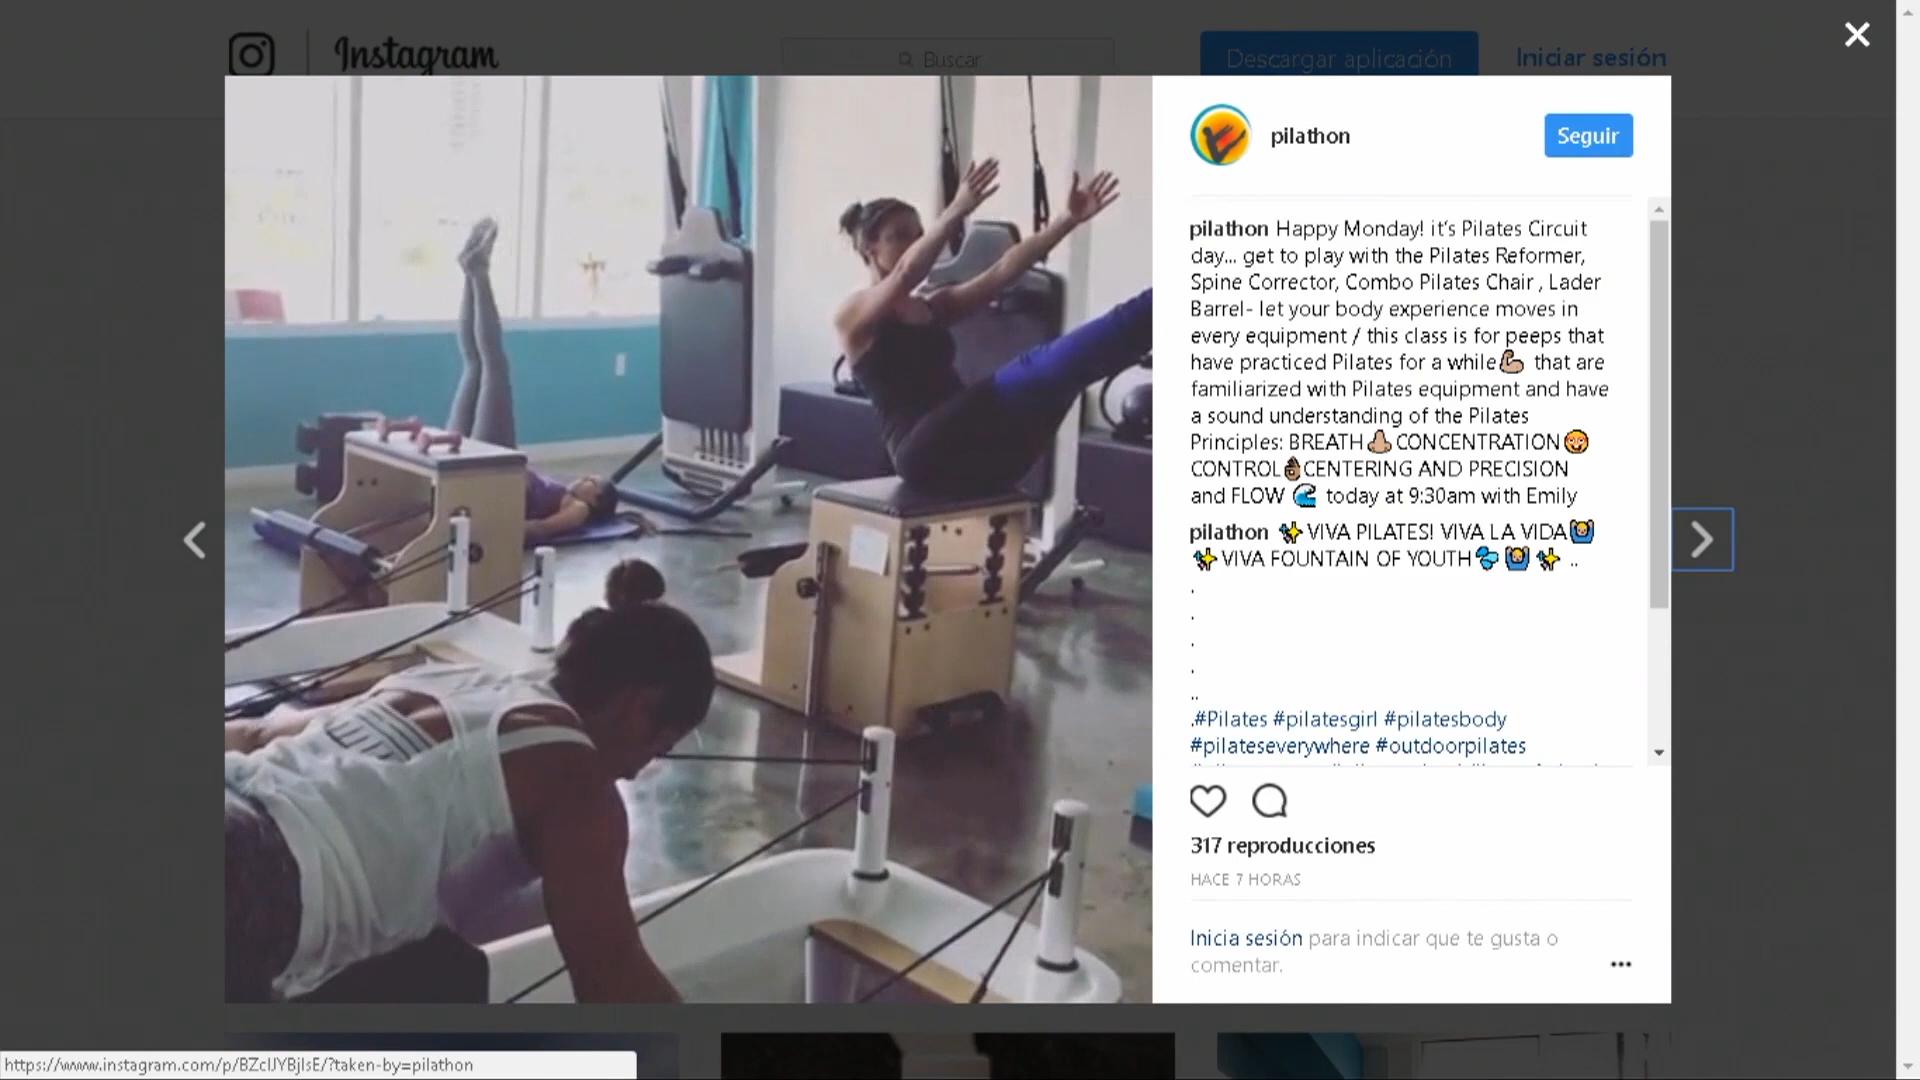 Instagram
Buscar
Descargar aplicación
Iniciar sesión
pilathon
Seguir
pilathon Happy Monday! it's Pilates Circuit
day... get to play with the Pilates Reformer,
Spine Corrector, Combo Pilates Chair , Lader
Barrel- let your body experience moves in
every equipment / this class is for peeps that
have practiced Pilates for a while💪🏼 that are
familiarized with Pilates equipment and have
a sound understanding of the Pilates
Principles: BREATH👃🏼CONCENTRATION😊
CONTROL👌🏾CENTERING AND PRECISION
and FLOW 🌊 today at 9:30am with Emily
pilathon ✨VIVA PILATES! VIVA LA VIDA🙆🏼
✨VIVA FOUNTAIN OF YOUTH💦🙆🏼✨ ..
.
.
.
.
..
.#Pilates #pilatesgirl #pilatesbody
#pilateseverywhere #outdoorpilates
317 reproducciones
HACE 7 HORAS
Inicia sesión para indicar que te gusta o
comentar.
https://www.instagram.com/p/BZclJYBjlsE/?taken-by=pilathon